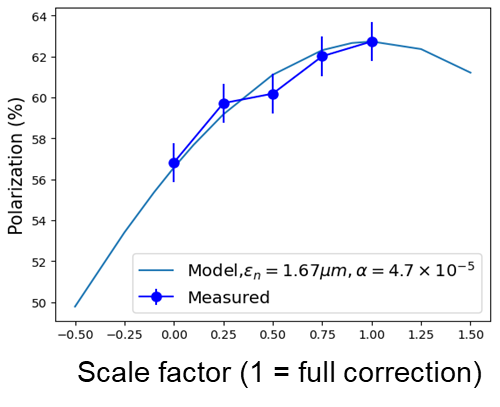 64
62
60
58
56
54
52
50
Polarization (%)
Model,εₙ = 1.67μm, α = 4.7 × 10⁻⁵
Measured
−0.50 −0.25 0.00 0.25 0.50 0.75 1.00 1.25 1.50
Scale factor (1 = full correction)